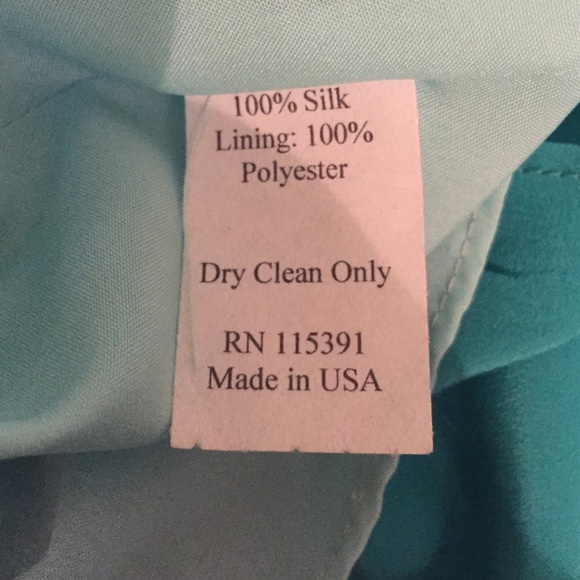 100% Silk
Lining: 100%
Polyester
Dry Clean Only
RN 115391
Made in USA